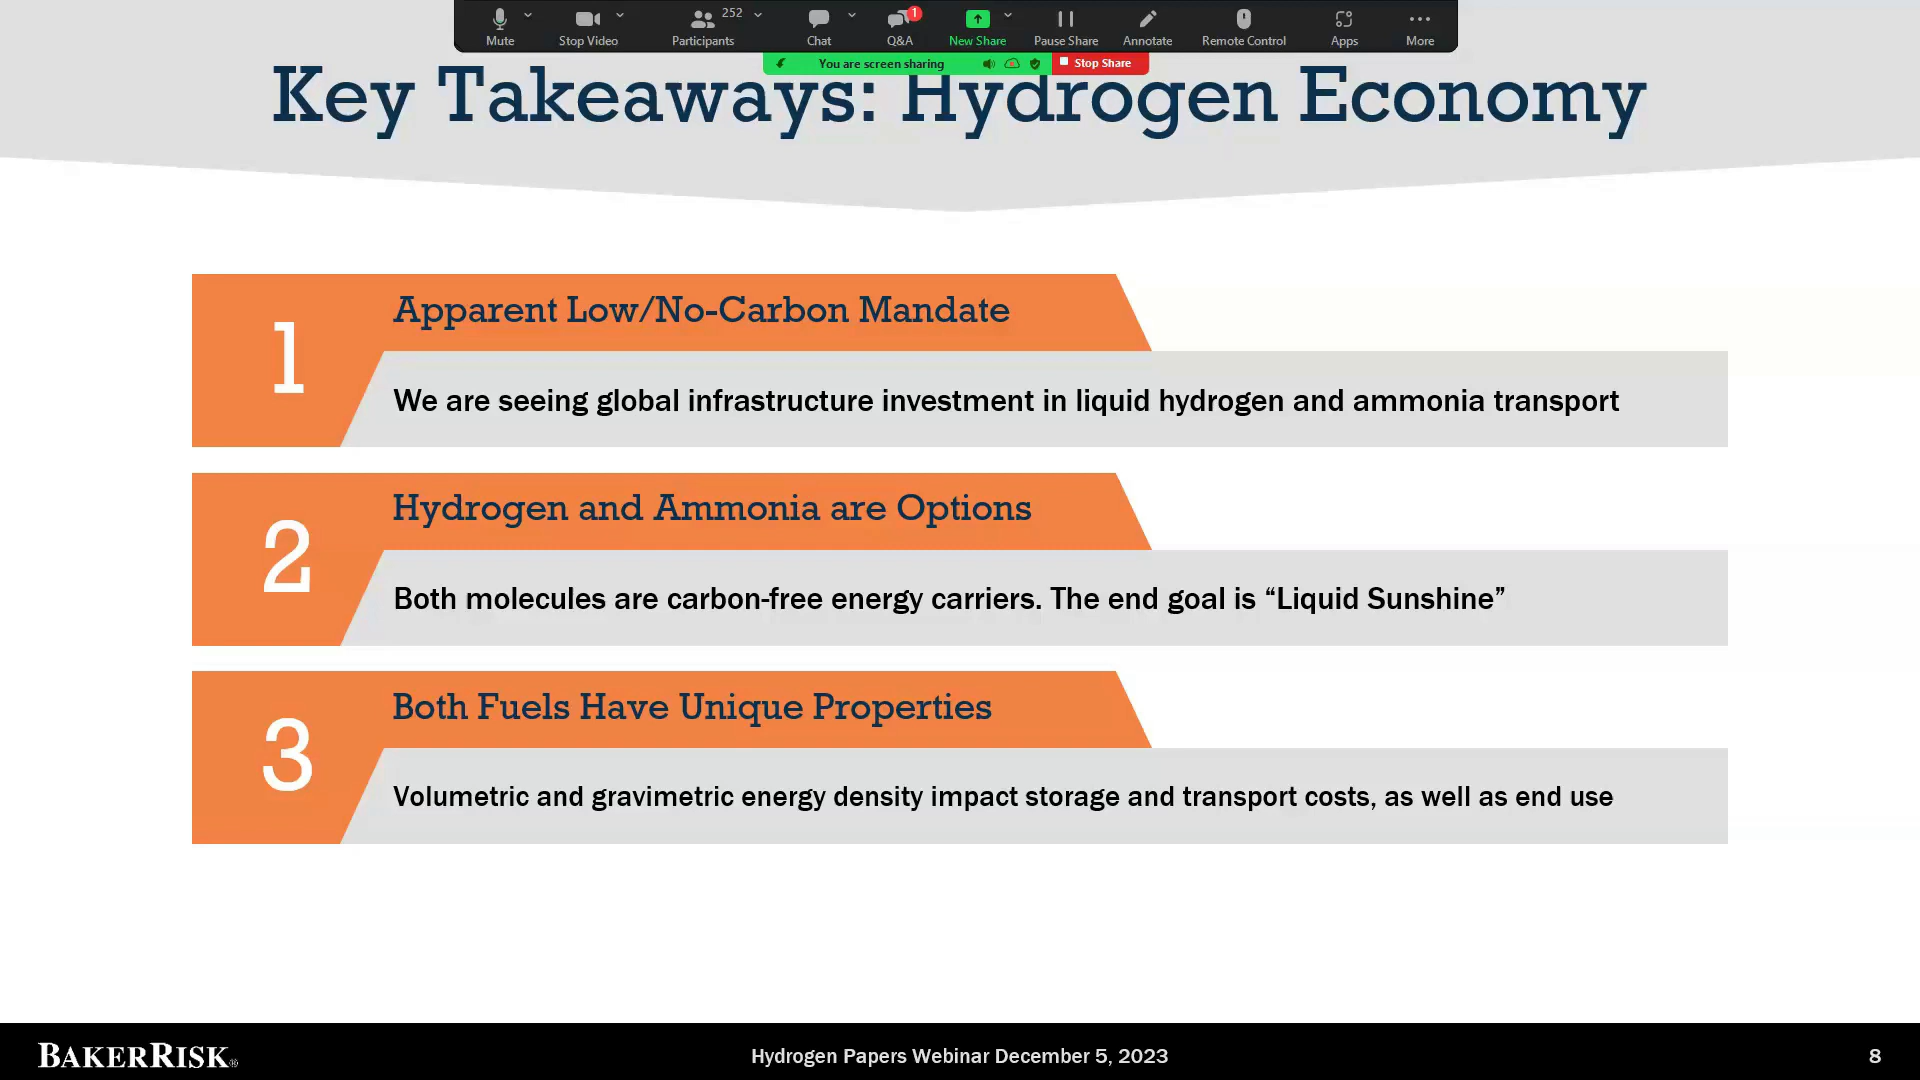 252
1
Mute
Stop Video
Participants
Chat
Q&A
New Share
Pause Share
Annotate
Remote Control
Apps
More
You are screen sharing
Stop Share
Key Takeaways: Hydrogen Economy
1
Apparent Low/No-Carbon Mandate
We are seeing global infrastructure investment in liquid hydrogen and ammonia transport
2
Hydrogen and Ammonia are Options
Both molecules are carbon-free energy carriers. The end goal is “Liquid Sunshine”
3
Both Fuels Have Unique Properties
Volumetric and gravimetric energy density impact storage and transport costs, as well as end use
BAKERRISK®
Hydrogen Papers Webinar December 5, 2023
8